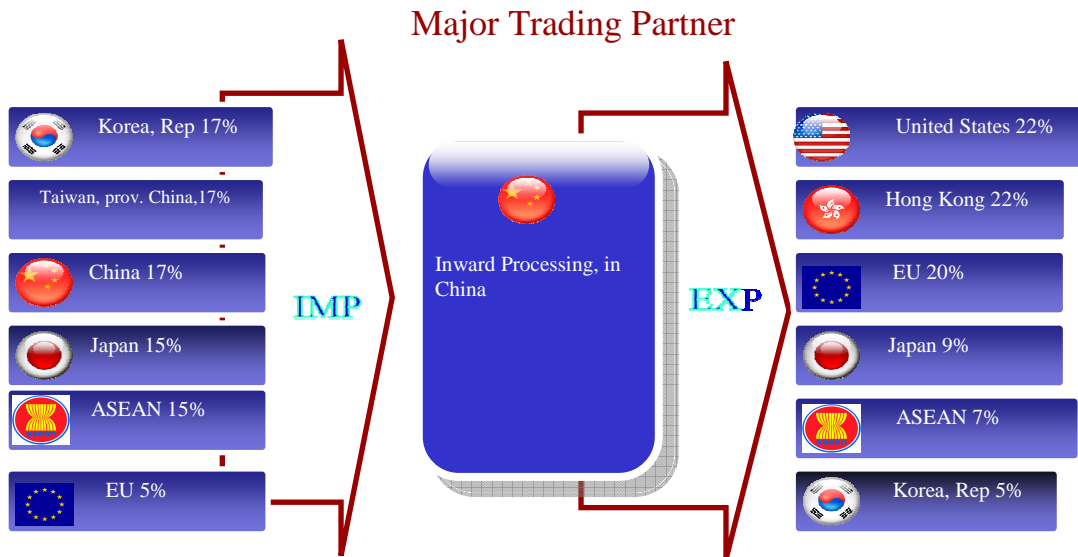 Major Trading Partner
Korea, Rep 17%
Taiwan, prov. China,17%
China 17%
Japan 15%
ASEAN 15%
EU 5%
IMP
Inward Processing, in
China
EXP
United States 22%
Hong Kong 22%
EU 20%
Japan 9%
ASEAN 7%
Korea, Rep 5%